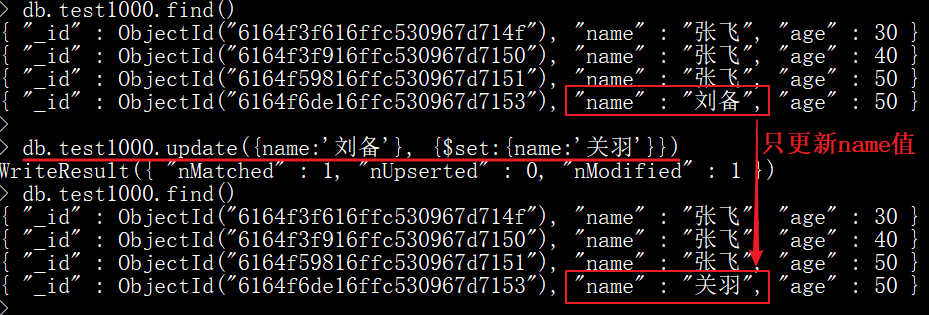 > db.test1000.find()
{ "_id" : ObjectId("6164f3f616ffc530967d714f"), "name" : "张飞", "age" : 30 }
{ "_id" : ObjectId("6164f3f916ffc530967d7150"), "name" : "张飞", "age" : 40 }
{ "_id" : ObjectId("6164f59816ffc530967d7151"), "name" : "张飞", "age" : 50 }
{ "_id" : ObjectId("6164f6de16ffc530967d7153"), "name" : "刘备", "age" : 50 }
>
> db.test1000.update({name:'刘备'}, {$set:{name:'关羽'}})
只更新name值
WriteResult({ "nMatched" : 1, "nUpserted" : 0, "nModified" : 1 })
> db.test1000.find()
{ "_id" : ObjectId("6164f3f616ffc530967d714f"), "name" : "张飞", "age" : 30 }
{ "_id" : ObjectId("6164f3f916ffc530967d7150"), "name" : "张飞", "age" : 40 }
{ "_id" : ObjectId("6164f59816ffc530967d7151"), "name" : "张飞", "age" : 50 }
{ "_id" : ObjectId("6164f6de16ffc530967d7153"), "name" : "关羽", "age" : 50 }
>